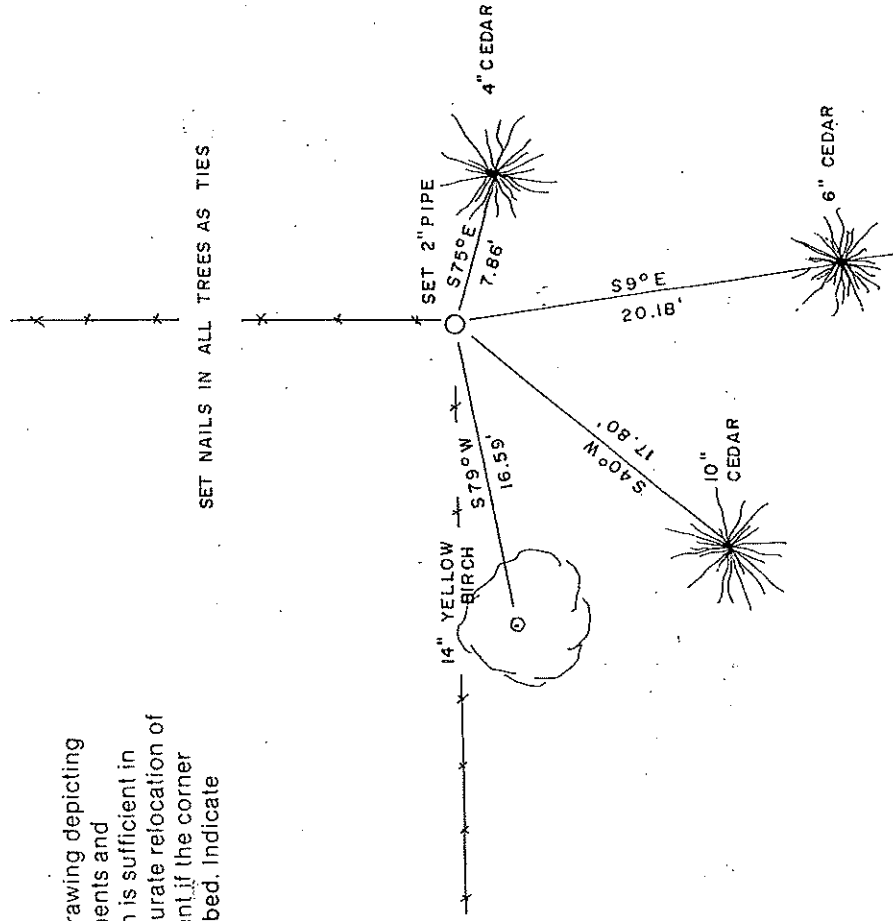 rawing depicting
ents and
n is sufficient in
urate relocation of
ent if the corner
bed. Indicate
SET NAILS IN ALL TREES AS TIES
SET 2" PIPE
S75°E
7.86'
4" CEDAR
S9°E
20.18'
6" CEDAR
S40°W
17.80'
10"
CEDAR
S79°W
16.59'
14" YELLOW
BIRCH